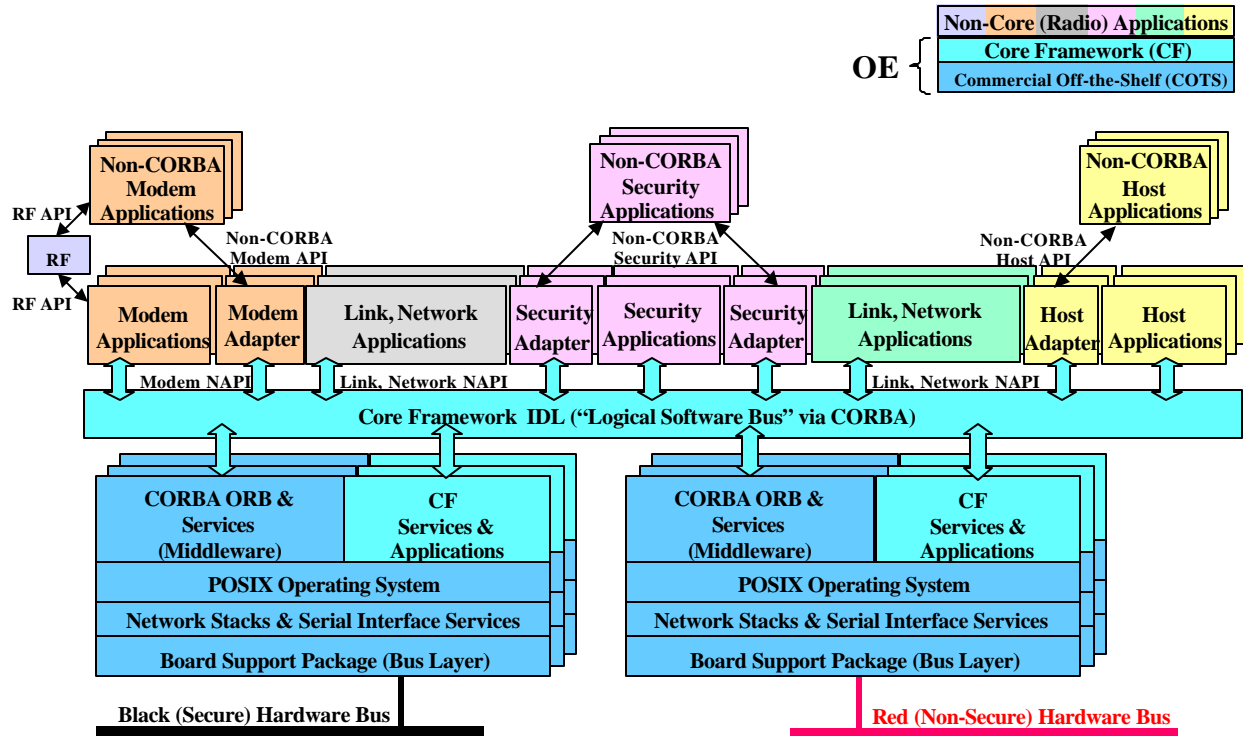 Non-Core (Radio) Applications
Core Framework (CF)
OE
Commercial Off-the-Shelf (COTS)
Non-CORBA
Modem
Applications
Non-CORBA
Security
Applications
Non-CORBA
Host
Applications
RF API
RF
RF API
Non-CORBA
Modem API
Non-CORBA
Security API
Non-CORBA
Host API
Modem
Applications
Modem
Adapter
Link, Network
Applications
Security
Adapter
Security
Applications
Security
Adapter
Link, Network
Applications
Host
Adapter
Host
Applications
Modem NAPI
Link, Network NAPI
Link, Network NAPI
Core Framework IDL (“Logical Software Bus” via CORBA)
CORBA ORB &
Services
(Middleware)
CF
Services &
Applications
POSIX Operating System
Network Stacks & Serial Interface Services
Board Support Package (Bus Layer)
CORBA ORB &
Services
(Middleware)
CF
Services &
Applications
POSIX Operating System
Network Stacks & Serial Interface Services
Board Support Package (Bus Layer)
Black (Secure) Hardware Bus
Red (Non-Secure) Hardware Bus